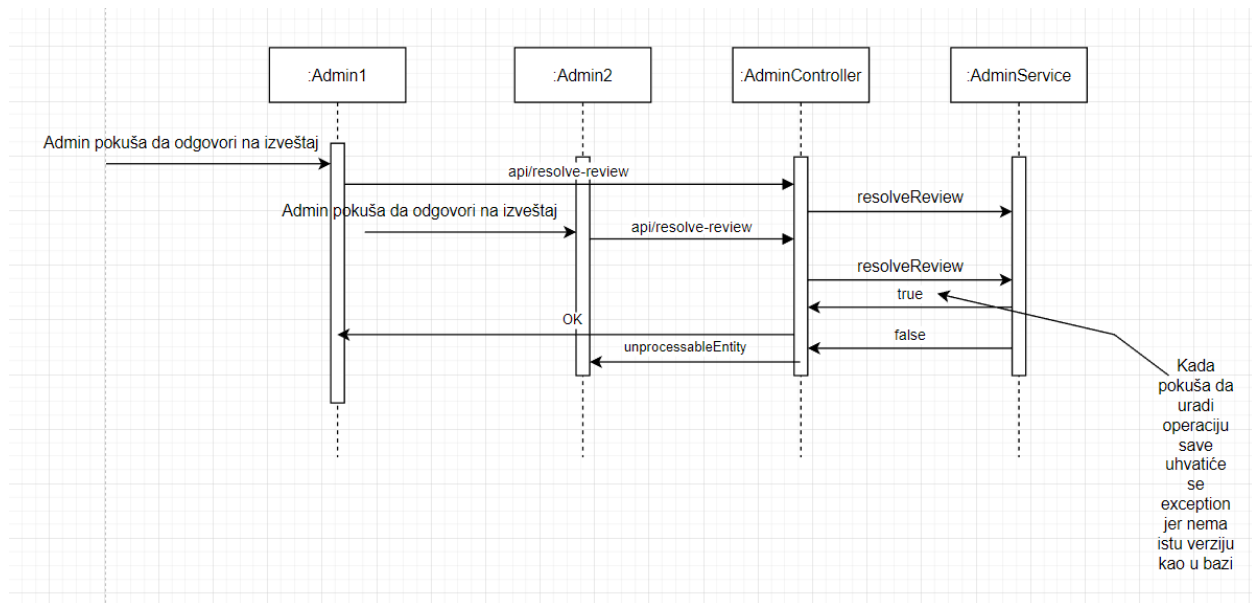 :Admin1
:Admin2
:AdminController
:AdminService
Admin pokuša da odgovori na izveštaj
api/resolve-review
resolveReview
Admin pokuša da odgovori na izveštaj
api/resolve-review
resolveReview
true
OK
false
unprocessableEntity
Kada
pokuša da
uradi
operaciju
save
uhvatiće
se
exception
jer nema
istu verziju
kao u bazi